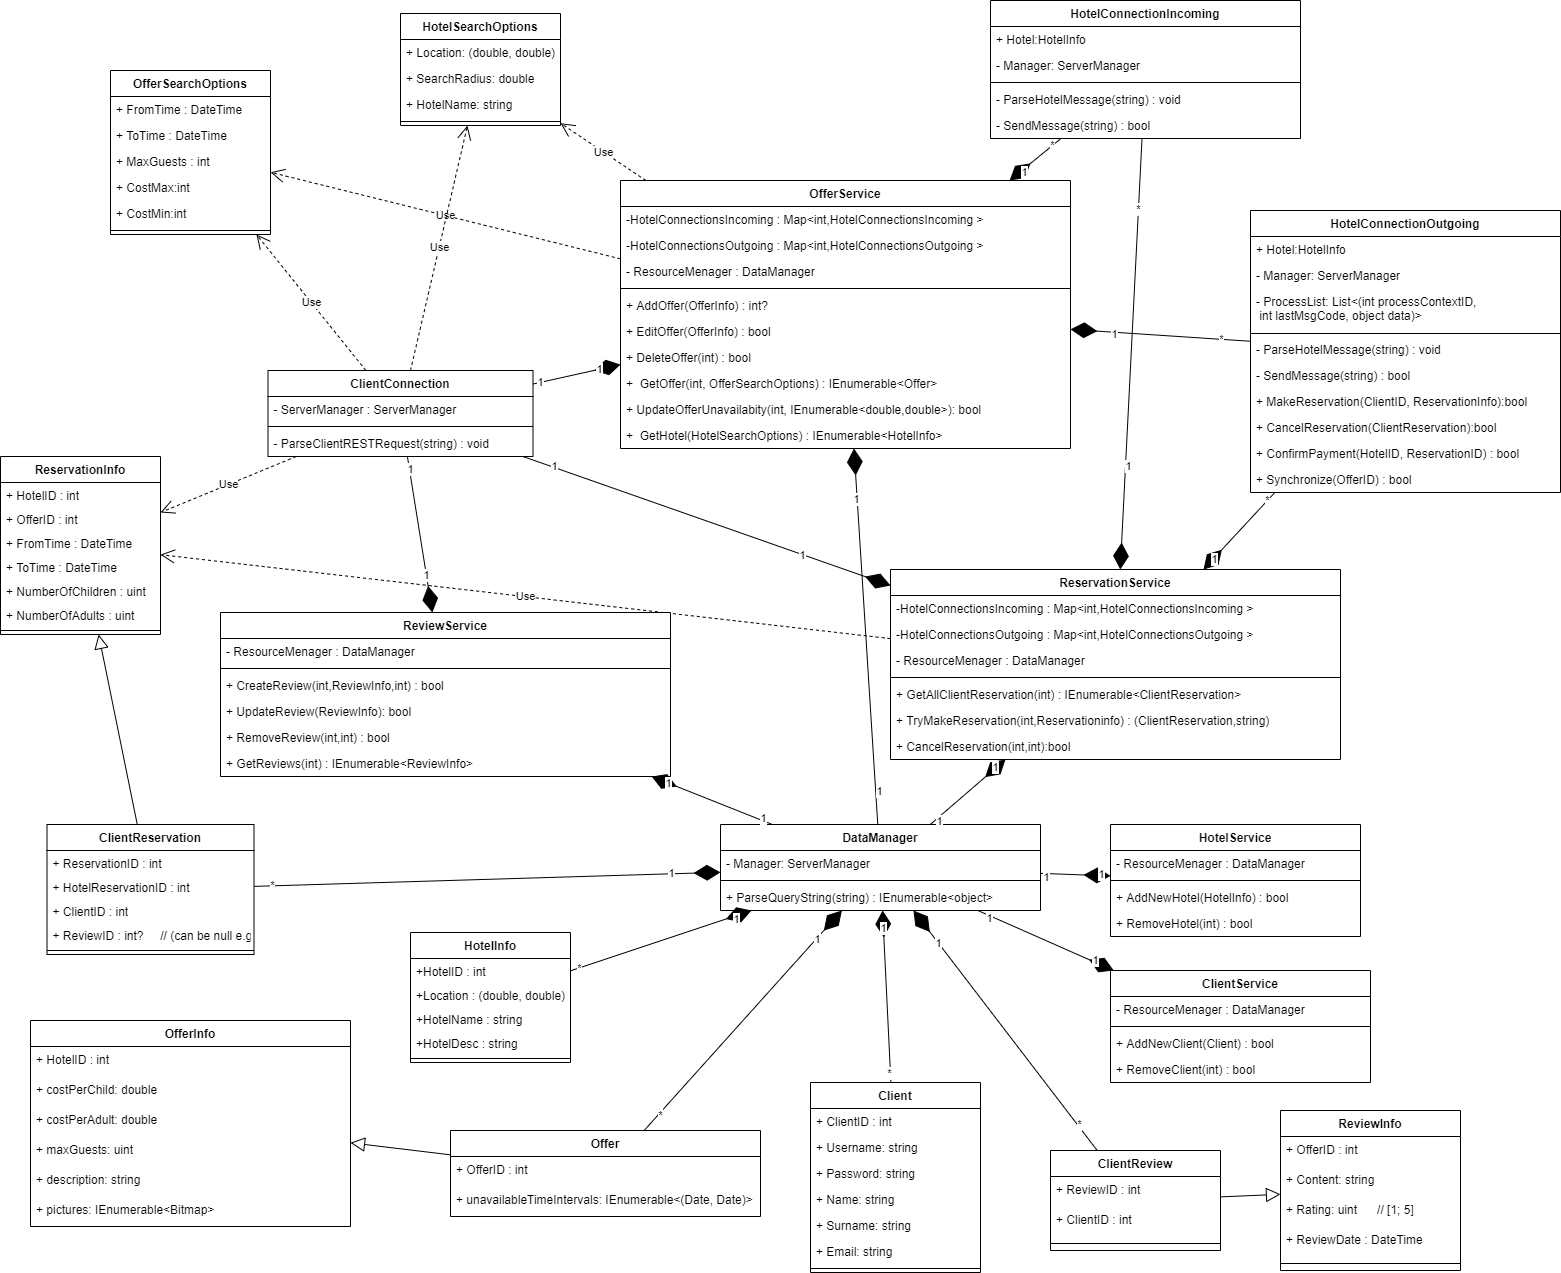 HotelSearchOptions
+ Location: (double, double)
+ SearchRadius: double
+ HotelName: string
OfferSearchOptions
+ FromTime : DateTime
+ ToTime : DateTime
+ MaxGuests : int
+ CostMax:int
+ CostMin:int
HotelConnectionIncoming
+ Hotel:HotelInfo
- Manager: ServerManager
- ParseHotelMessage(string) : void
- SendMessage(string) : bool
OfferService
-HotelConnectionsIncoming : Map<int,HotelConnectionsIncoming >
-HotelConnectionsOutgoing : Map<int,HotelConnectionsOutgoing >
- ResourceMenager : DataManager
+ AddOffer(OfferInfo) : int?
+ EditOffer(OfferInfo) : bool
+ DeleteOffer(int) : bool
+  GetOffer(int, OfferSearchOptions) : IEnumerable<Offer>
+ UpdateOfferUnavailabity(int, IEnumerable<double,double>): bool
+  GetHotel(HotelSearchOptions) : IEnumerable<HotelInfo>
HotelConnectionOutgoing
+ Hotel:HotelInfo
- Manager: ServerManager
- ProcessList: List<(int processContextID,
int lastMsgCode, object data)>
- ParseHotelMessage(string) : void
- SendMessage(string) : bool
+ MakeReservation(ClientID, ReservationInfo):bool
+ CancelReservation(ClientReservation):bool
+ ConfirmPayment(HotelID, ReservationID) : bool
+ Synchronize(OfferID) : bool
Use
Use
Use
Use
*
1
*
1
*
1
1
ClientConnection
- ServerManager : ServerManager
- ParseClientRESTRequest(string) : void
1
1
1
1
*
1
ReservationInfo
+ HotelID : int
+ OfferID : int
+ FromTime : DateTime
+ ToTime : DateTime
+ NumberOfChildren : uint
+ NumberOfAdults : uint
Use
Use
1
1
ReservationService
-HotelConnectionsIncoming : Map<int,HotelConnectionsIncoming >
-HotelConnectionsOutgoing : Map<int,HotelConnectionsOutgoing >
- ResourceMenager : DataManager
+ GetAllClientReservation(int) : IEnumerable<ClientReservation>
+ TryMakeReservation(int,Reservationinfo) : (ClientReservation,string)
+ CancelReservation(int,int):bool
ReviewService
- ResourceMenager : DataManager
+ CreateReview(int,ReviewInfo,int) : bool
+ UpdateReview(ReviewInfo): bool
+ RemoveReview(int,int) : bool
+ GetReviews(int) : IEnumerable<ReviewInfo>
1
1
1
1
1
ClientReservation
+ ReservationID : int
+ HotelReservationID : int
+ ClientID : int
+ ReviewID : int?     // (can be null e.g
*
1
DataManager
- Manager: ServerManager
+ ParseQueryString(string) : IEnumerable<object>
1
1
HotelService
- ResourceMenager : DataManager
+ AddNewHotel(HotelInfo) : bool
+ RemoveHotel(int) : bool
1
1
1
1
1
1
*
*
*
*
HotelInfo
+HotelID : int
+Location : (double, double)
+HotelName : string
+HotelDesc : string
ClientService
- ResourceMenager : DataManager
+ AddNewClient(Client) : bool
+ RemoveClient(int) : bool
OfferInfo
+ HotelID : int
+ costPerChild: double
+ costPerAdult: double
+ maxGuests: uint
+ description: string
+ pictures: IEnumerable<Bitmap>
Offer
+ OfferID : int
+ unavailableTimeIntervals: IEnumerable<(Date, Date)>
Client
+ ClientID : int
+ Username: string
+ Password: string
+ Name: string
+ Surname: string
+ Email: string
ClientReview
+ ReviewID : int
+ ClientID : int
ReviewInfo
+ OfferID : int
+ Content: string
+ Rating: uint      // [1; 5]
+ ReviewDate : DateTime